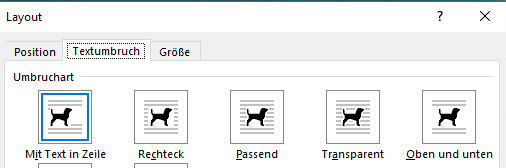 Layout
? ×
Position Textumbruch Größe
Umbruchart
Mit Text in Zeile Rechteck Passend Transparent Oben und unten